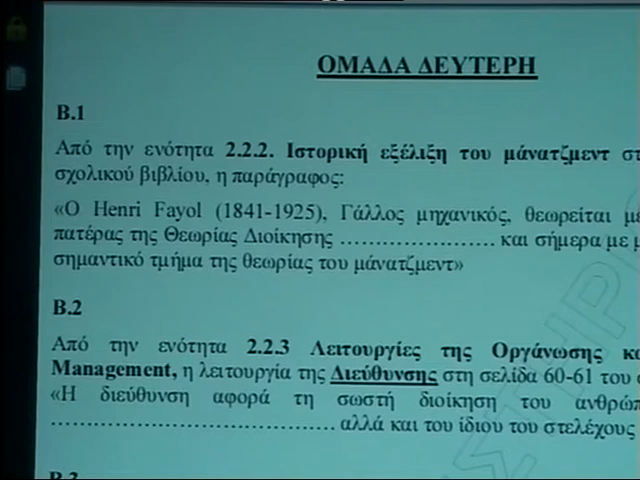 ΟΜΑΔΑ ΔΕΥΤΕΡΗ
Β.1
Από την ενότητα 2.2.2. Ιστορική εξέλιξη του μάνατζμεντ
σχολικού βιβλίου, η παράγραφος:
«Ο Henri Fayol (1841-1925), Γάλλος μηχανικός, θεωρείται
πατέρας της Θεωρίας Διοίκησης …………………… και σήμερα με
σημαντικό τμήμα της θεωρίας του μάνατζμεντ»
Β.2
Από την ενότητα 2.2.3 Λειτουργίες της Οργάνωσης
Management, η λειτουργία της Διεύθυνσης στη σελίδα 60-61 του
«Η διεύθυνση αφορά τη σωστή διοίκηση του
…………………………………… αλλά και του ίδιου του στελέχους